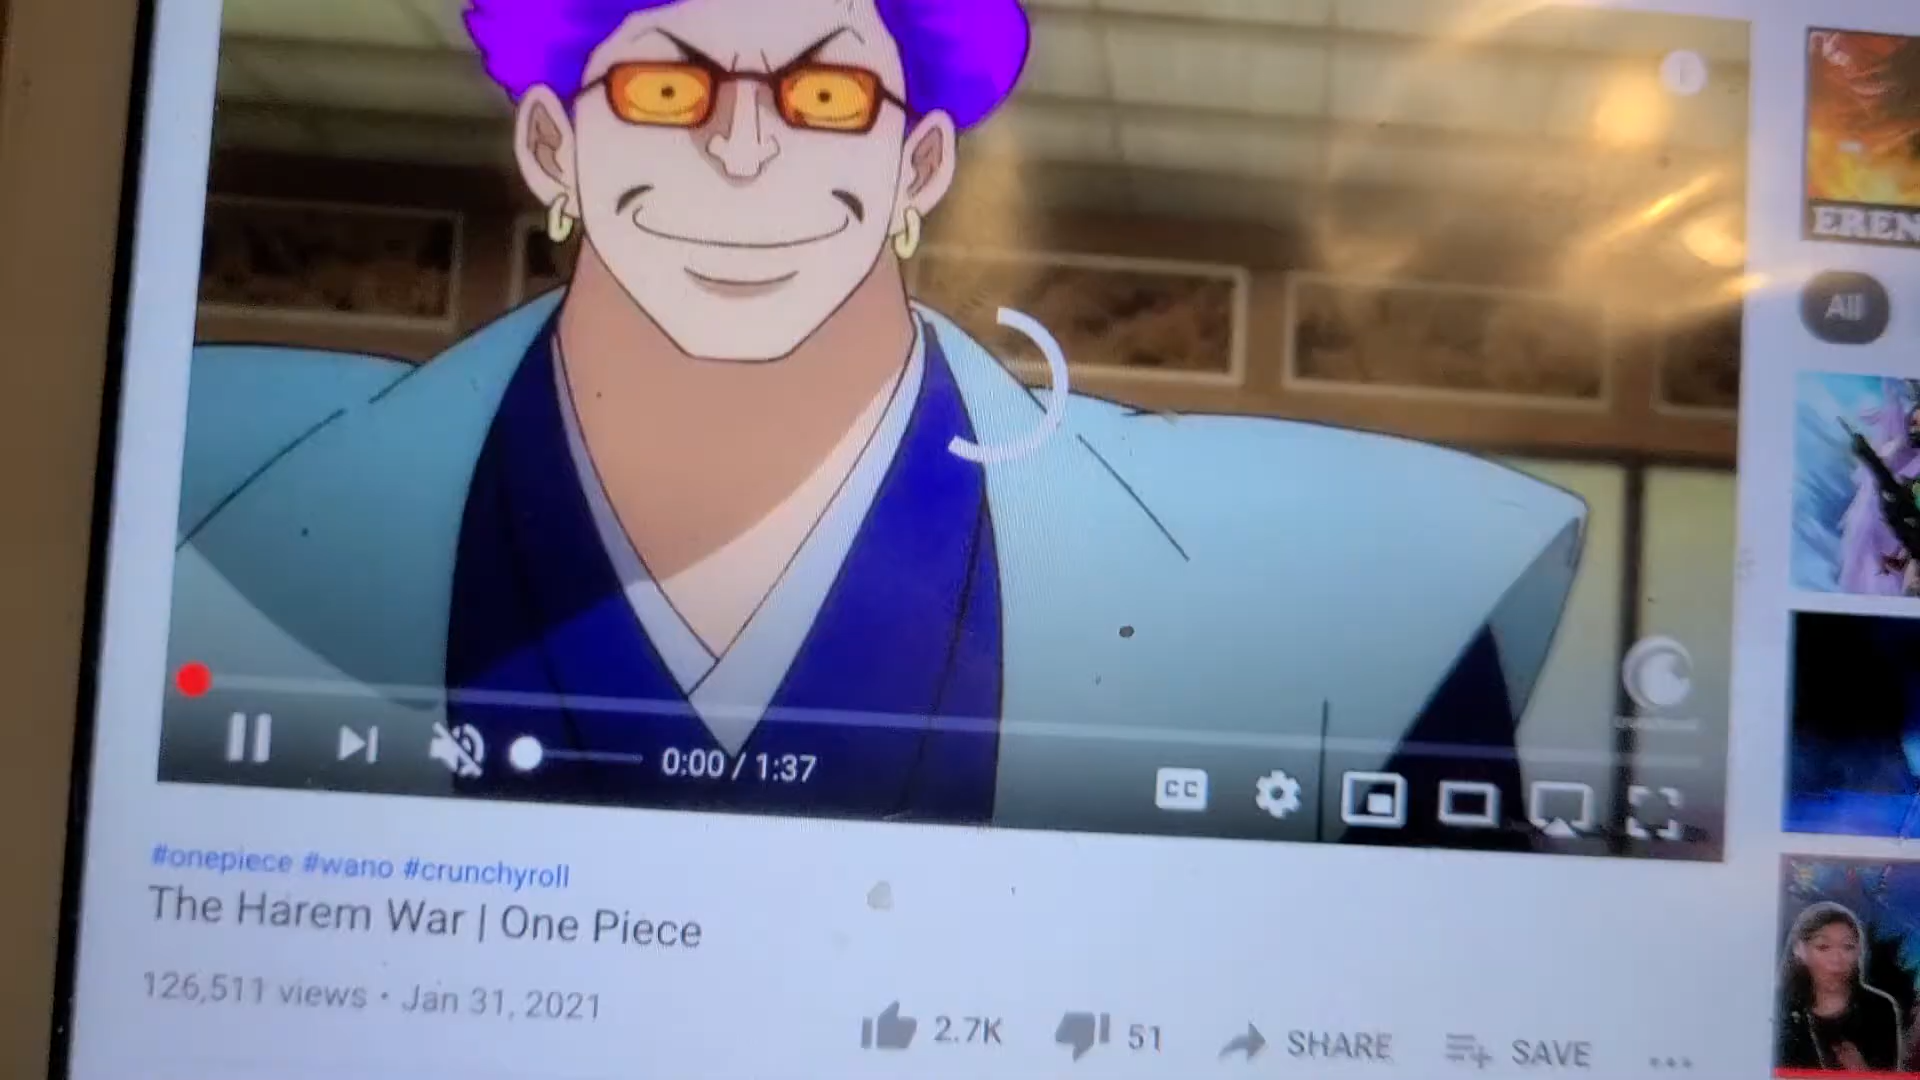 EREN
All
0:00 / 1:37
CC
#onepiece #wano #crunchyroll
The Harem War | One Piece
126,511 views • Jan 31, 2021
2.7K 51 SHARE SAVE